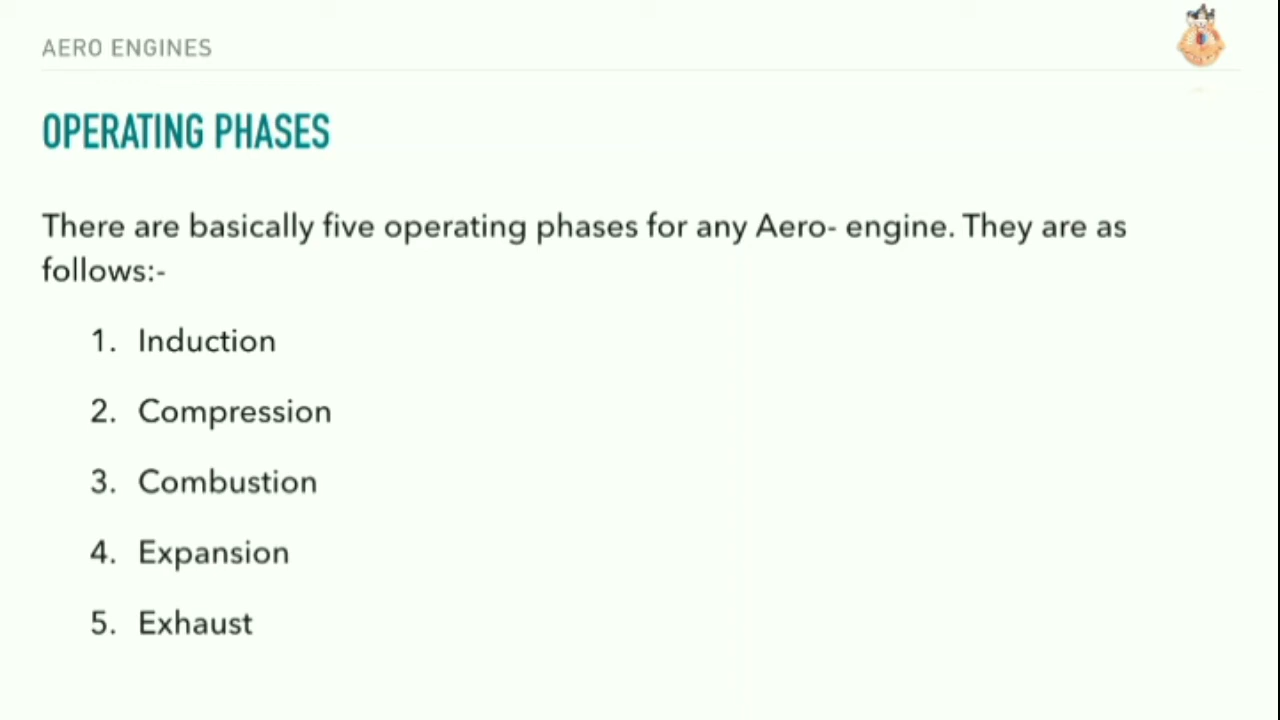 AERO ENGINES
OPERATING PHASES
There are basically five operating phases for any Aero- engine. They are as
follows:-
1. Induction
2. Compression
3. Combustion
4. Expansion
5. Exhaust